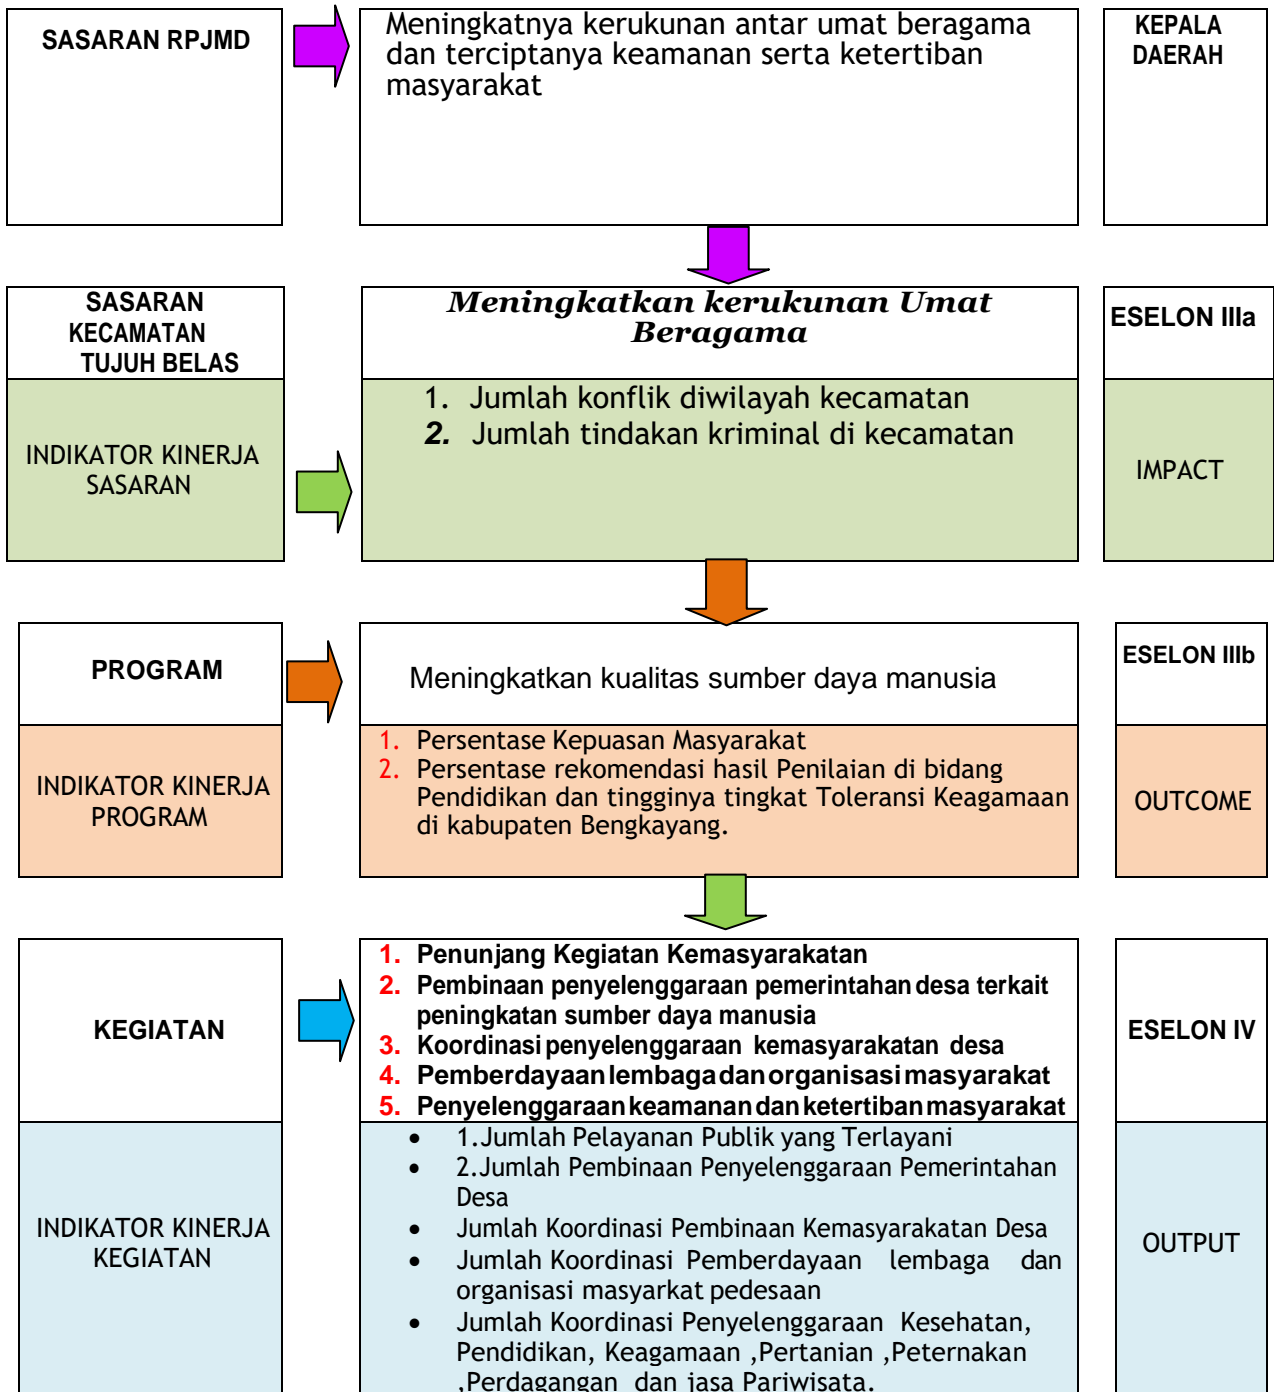 SASARAN RPJMD
Meningkatnya kerukunan antar umat beragama
dan terciptanya keamanan serta ketertiban
masyarakat
KEPALA
DAERAH
SASARAN
KECAMATAN
TUJUH BELAS
Meningkatkan kerukunan Umat
Beragama
ESELON IIIa
INDIKATOR KINERJA
SASARAN
1. Jumlah konflik diwilayah kecamatan
2. Jumlah tindakan kriminal di kecamatan
IMPACT
PROGRAM
Meningkatkan kualitas sumber daya manusia
ESELON IIIb
INDIKATOR KINERJA
PROGRAM
1. Persentase Kepuasan Masyarakat
2. Persentase rekomendasi hasil Penilaian di bidang
Pendidikan dan tingginya tingkat Toleransi Keagamaan
di kabupaten Bengkayang.
OUTCOME
KEGIATAN
1. Penunjang Kegiatan Kemasyarakatan
2. Pembinaan penyelenggaraan pemerintahan desa terkait
peningkatan sumber daya manusia
3. Koordinasi penyelenggaraan kemasyarakatan desa
4. Pemberdayaan lembaga dan organisasi masyarakat
5. Penyelenggaraan keamanan dan ketertiban masyarakat
ESELON IV
INDIKATOR KINERJA
KEGIATAN
• 1.Jumlah Pelayanan Publik yang Terlayani
• 2.Jumlah Pembinaan Penyelenggaraan Pemerintahan
Desa
• Jumlah Koordinasi Pembinaan Kemasyarakatan Desa
• Jumlah Koordinasi Pemberdayaan lembaga dan
organisasi masyarkat pedesaan
• Jumlah Koordinasi Penyelenggaraan Kesehatan,
Pendidikan, Keagamaan ,Pertanian ,Peternakan
,Perdagangan dan jasa Pariwisata.
OUTPUT